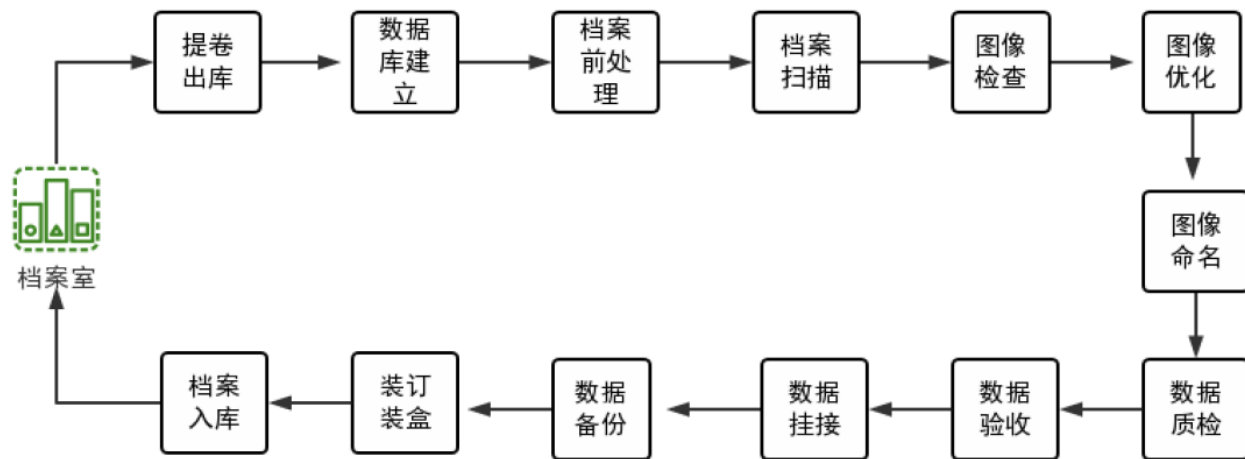 提卷
出库
数据
库建
立
档案
前处
理
档案
扫描
图像
检查
图像
优化
图像
命名
档案室
数据
质检
数据
验收
数据
挂接
数据
备份
装订
装盒
档案
入库